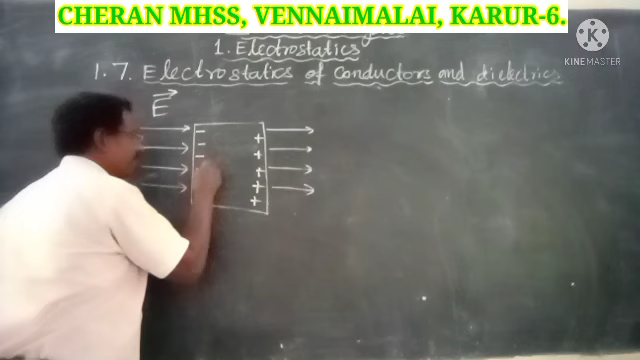 CHERAN MHSS, VENNAIMALAI, KARUR-6.
KINEMASTER
1. Electrostatics
1.7. Electrostatics of conductors and dielectrics
E
- +
- +
- +
+
+